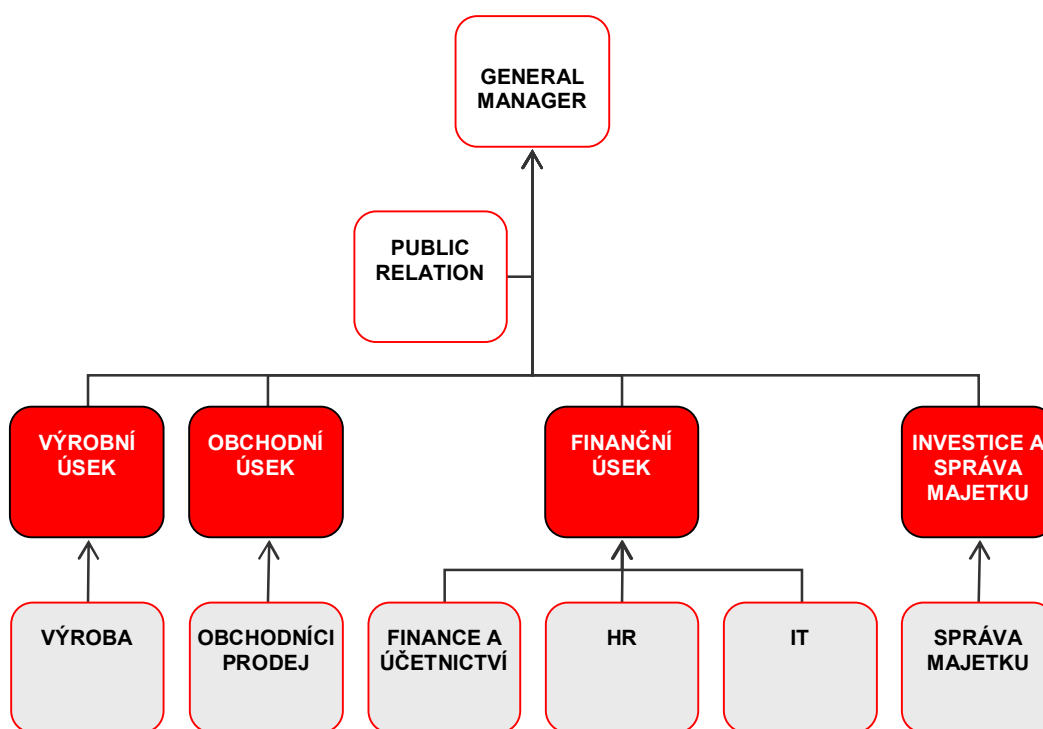 GENERAL
MANAGER
PUBLIC
RELATION
VÝROBNÍ
ÚSEK
OBCHODNÍ
ÚSEK
FINANČNÍ
ÚSEK
INVESTICE A
SPRÁVA
MAJETKU
VÝROBA
OBCHODNÍCI
PRODEJ
FINANCE A
ÚČETNICTVÍ
HR
IT
SPRÁVA
MAJETKU